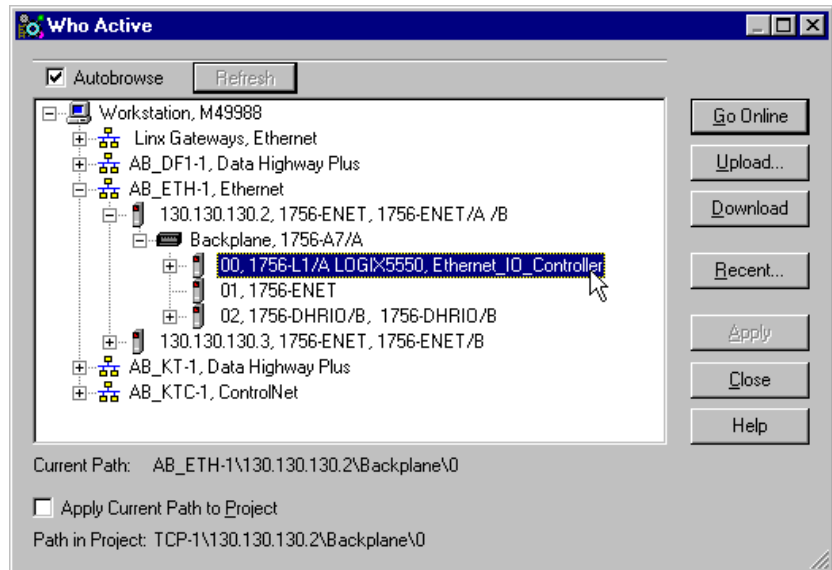 Who Active
Autobrowse
Refresh
Workstation, M49988
Linx Gateways, Ethernet
AB_DF1-1, Data Highway Plus
AB_ETH-1, Ethernet
130.130.130.2, 1756-ENET, 1756-ENET/A /B
Backplane, 1756-A7/A
00, 1756-L1/A LOGIX5550, Ethernet_IO_Controller
01, 1756-ENET
02, 1756-DHRIO/B, 1756-DHRIO/B
130.130.130.3, 1756-ENET, 1756-ENET/B
AB_KT-1, Data Highway Plus
AB_KTC-1, ControlNet
Go Online
Upload...
Download
Recent...
Apply
Close
Help
Current Path: AB_ETH-1\130.130.130.2\Backplane\0
Apply Current Path to Project
Path in Project: TCP-1\130.130.130.2\Backplane\0